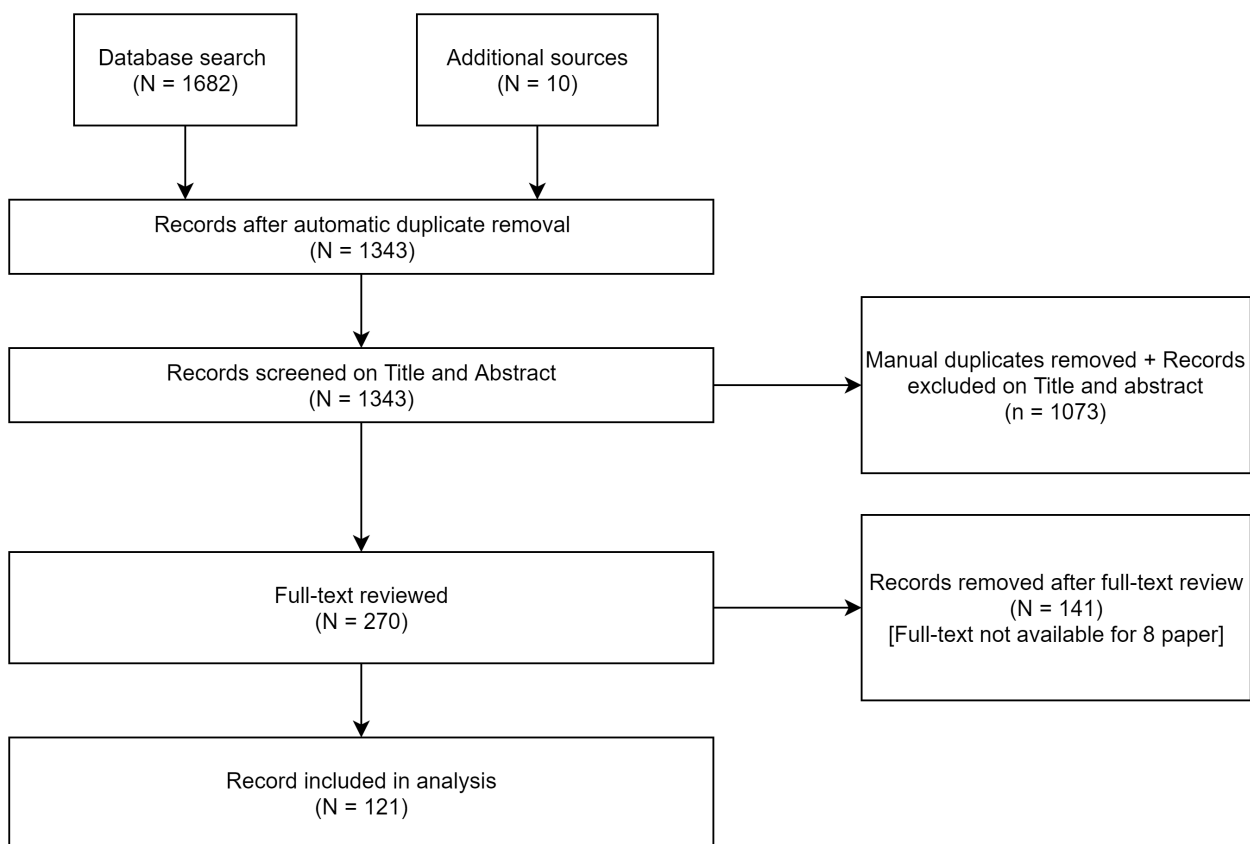 Database search
(N = 1682)
Additional sources
(N = 10)
Records after automatic duplicate removal
(N = 1343)
Records screened on Title and Abstract
(N = 1343)
Manual duplicates removed + Records
excluded on Title and abstract
(n = 1073)
Full-text reviewed
(N = 270)
Records removed after full-text review
(N = 141)
[Full-text not available for 8 paper]
Record included in analysis
(N = 121)